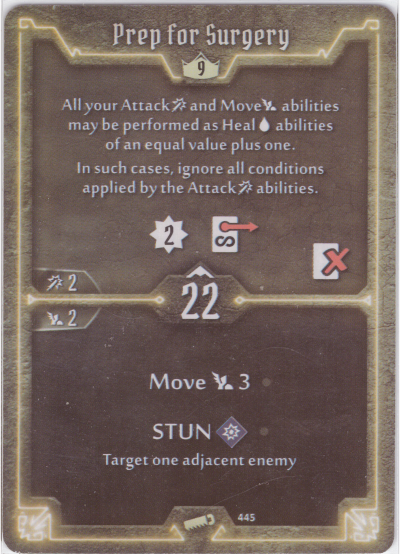 Prep for Surgery
9
All your Attack and Move abilities
may be performed as Heal abilities
of an equal value plus one.
In such cases, ignore all conditions
applied by the Attack abilities.
2
2
22
2
Move 3
STUN
Target one adjacent enemy
445